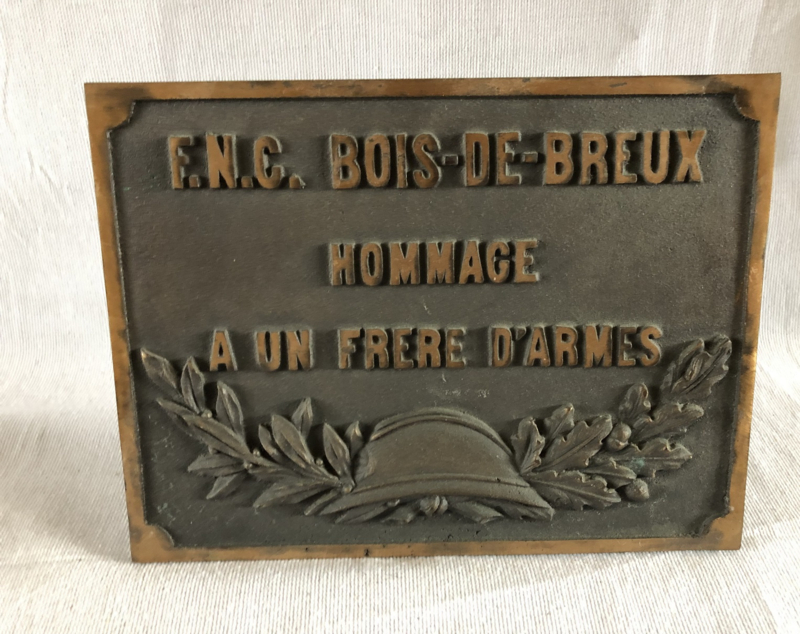 F.N.C. BOIS-DE-BREUX
HOMMAGE
A UN FRERE D'ARMES